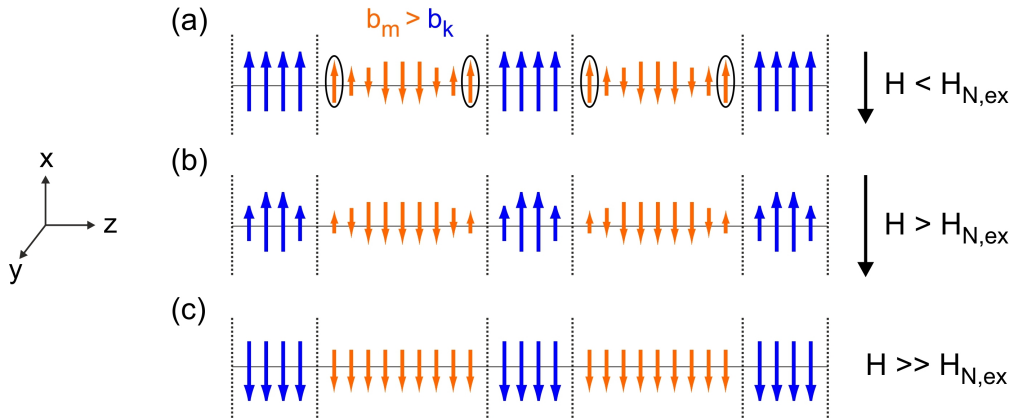 (a)
b_m > b_k
H < H_N,ex
(b)
x
z
y
H > H_N,ex
(c)
H >> H_N,ex